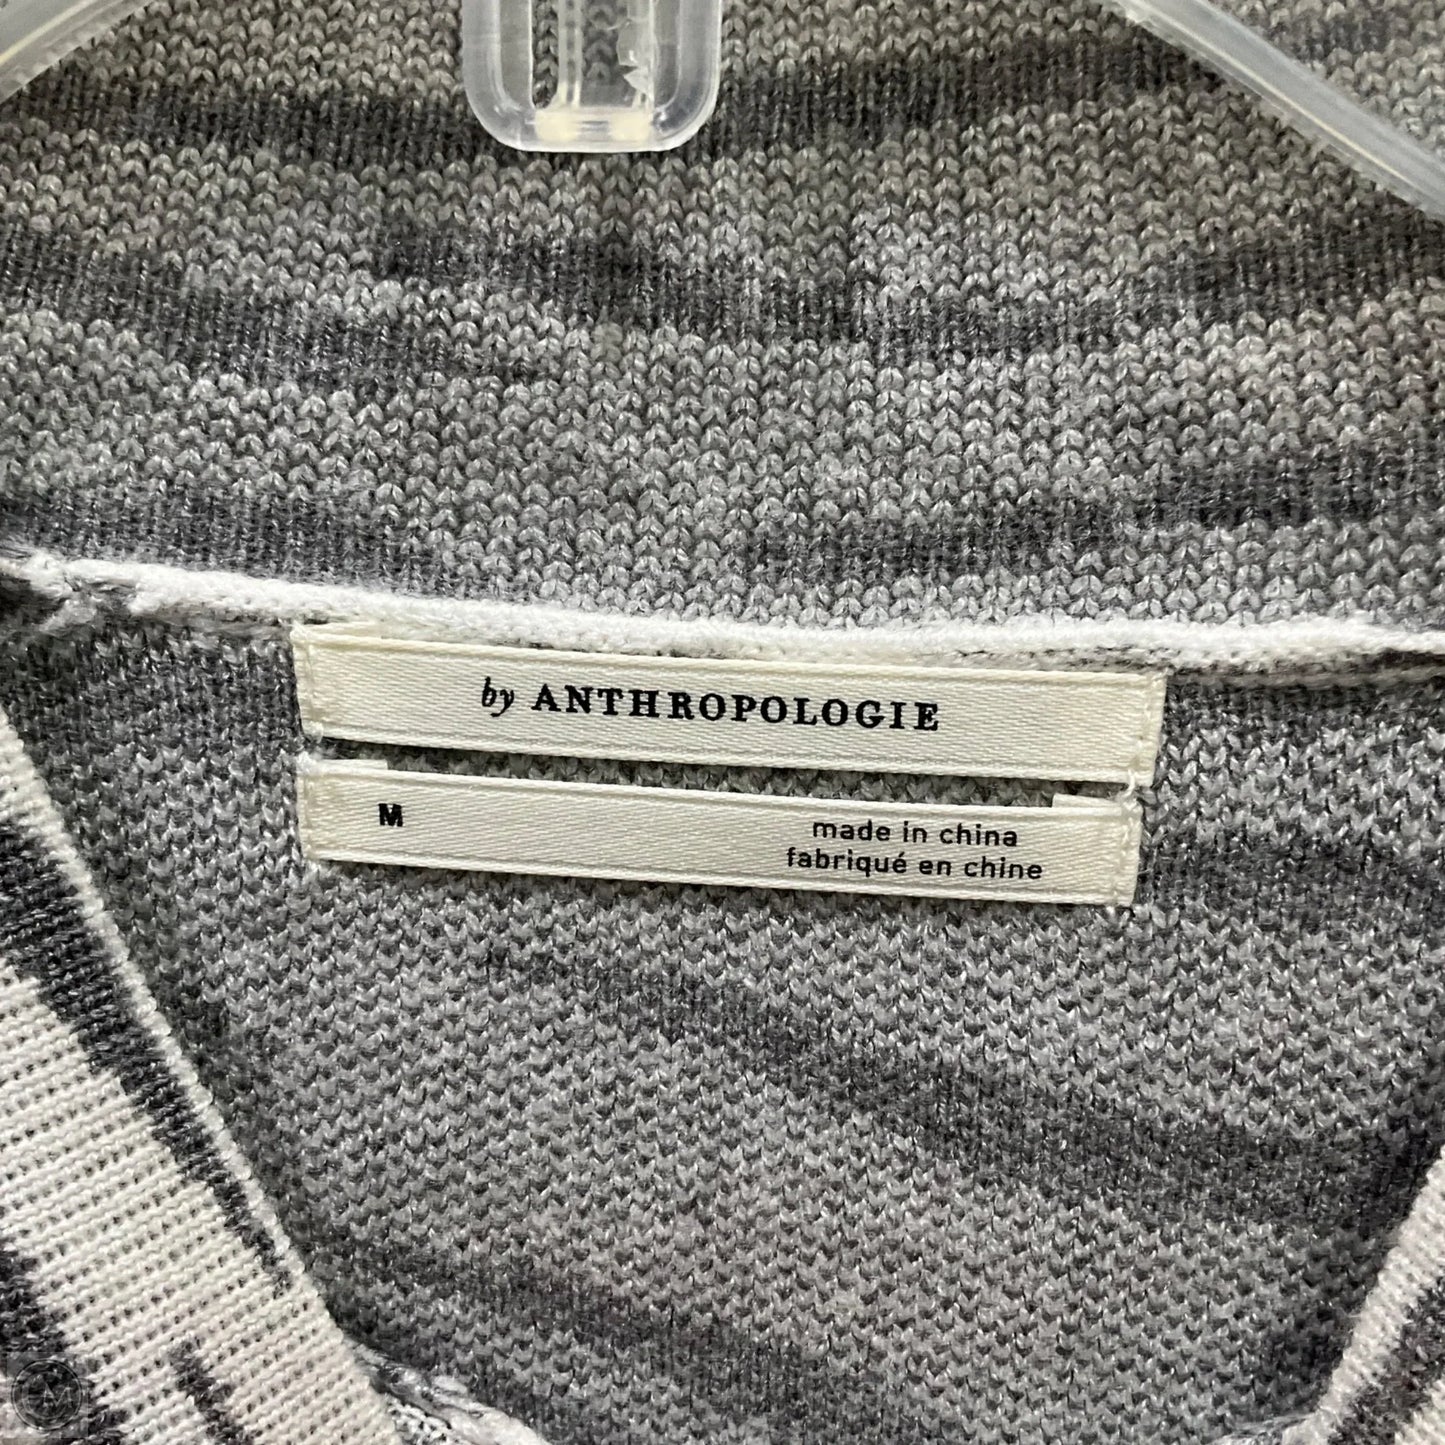 by ANTHROPOLOGIE
M
made in china
fabriqué en chine